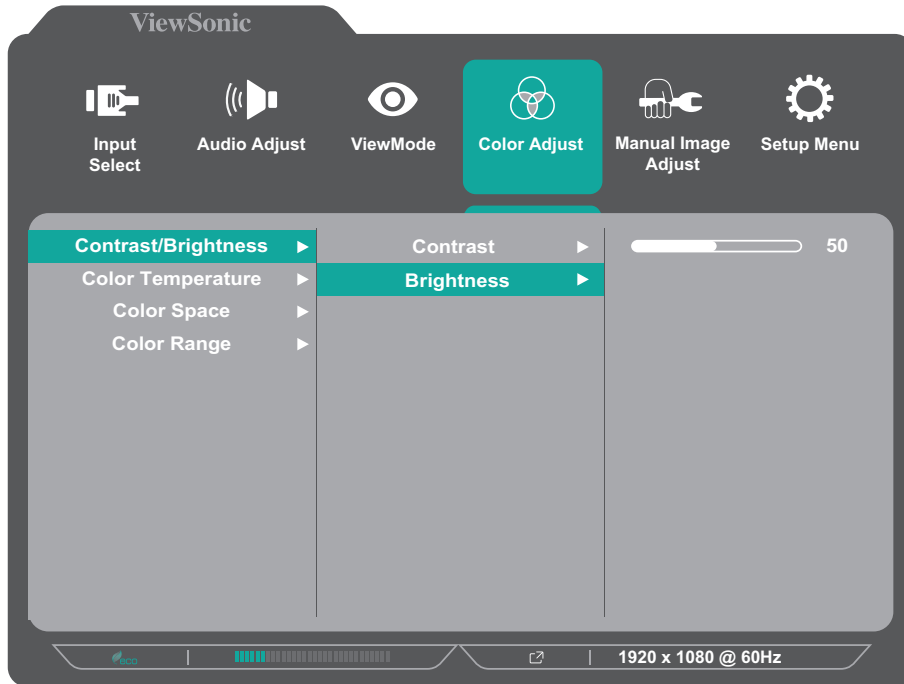 ViewSonic
Input
Select
Audio Adjust
ViewMode
Color Adjust
Manual Image
Adjust
Setup Menu
Contrast/Brightness
Color Temperature
Color Space
Color Range
Contrast
Brightness
50
eco
1920 x 1080 @ 60Hz